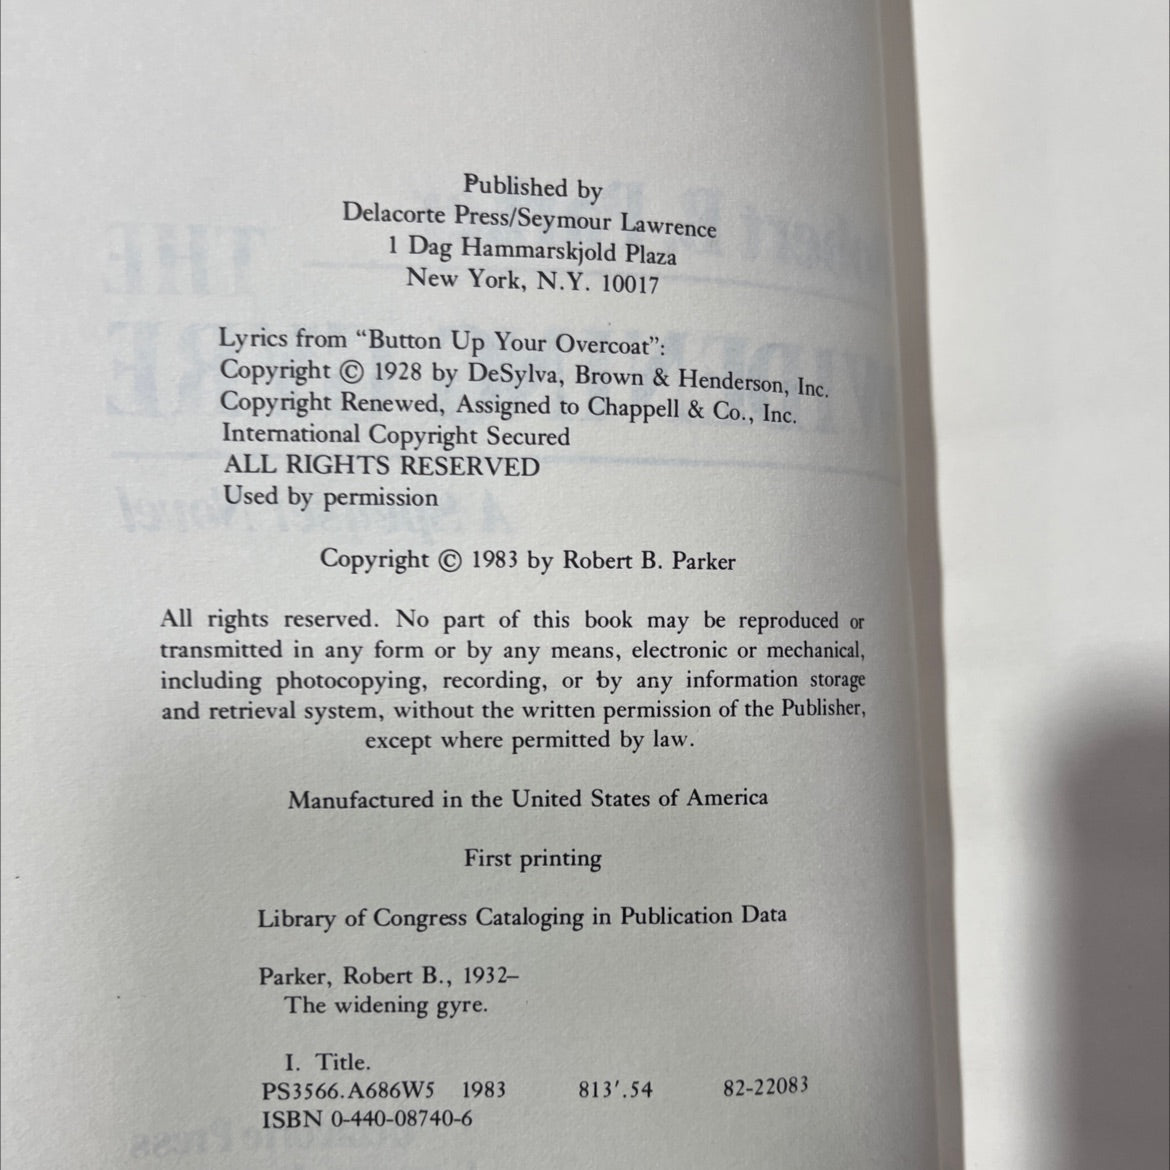 Published by
Delacorte Press/Seymour Lawrence
1 Dag Hammarskjold Plaza
New York, N.Y. 10017
Lyrics from “Button Up Your Overcoat”:
Copyright © 1928 by DeSylva, Brown & Henderson, Inc.
Copyright Renewed, Assigned to Chappell & Co., Inc.
International Copyright Secured
ALL RIGHTS RESERVED
Used by permission
Copyright © 1983 by Robert B. Parker
All rights reserved. No part of this book may be reproduced or
transmitted in any form or by any means, electronic or mechanical,
including photocopying, recording, or by any information storage
and retrieval system, without the written permission of the Publisher,
except where permitted by law.
Manufactured in the United States of America
First printing
Library of Congress Cataloging in Publication Data
Parker, Robert B., 1932–
The widening gyre.
I. Title.
PS3566.A686W5 1983 813′.54 82-22083
ISBN 0-440-08740-6